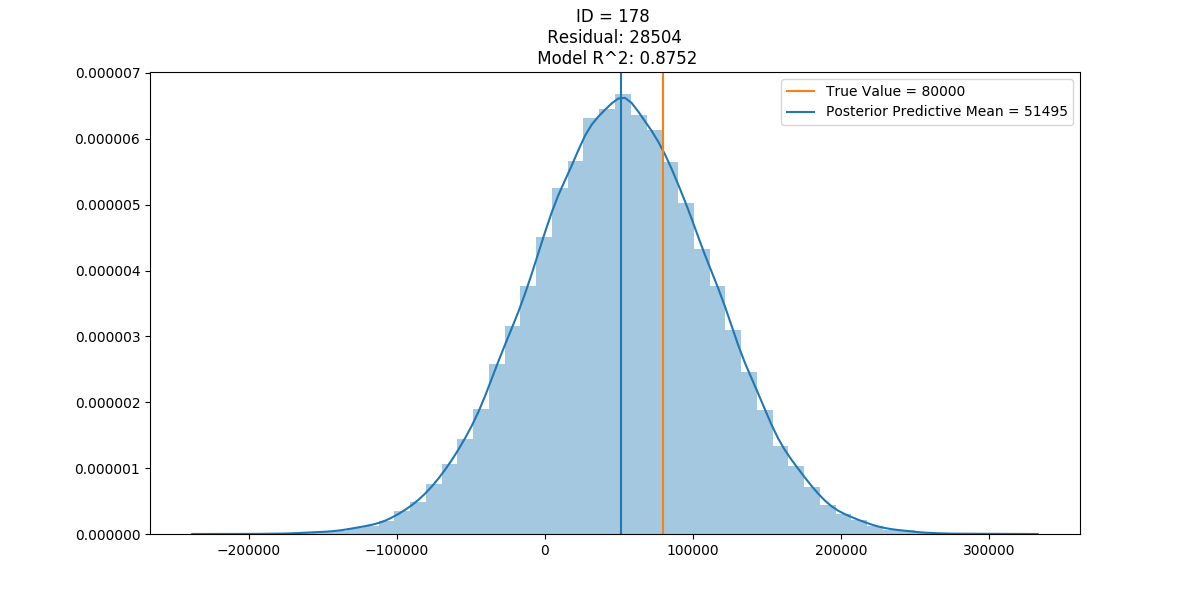 ID = 178
Residual: 28504
Model R^2: 0.8752
True Value = 80000
Posterior Predictive Mean = 51495
0.000007
0.000006
0.000005
0.000004
0.000003
0.000002
0.000001
0.000000
−200000 −100000 0 100000 200000 300000